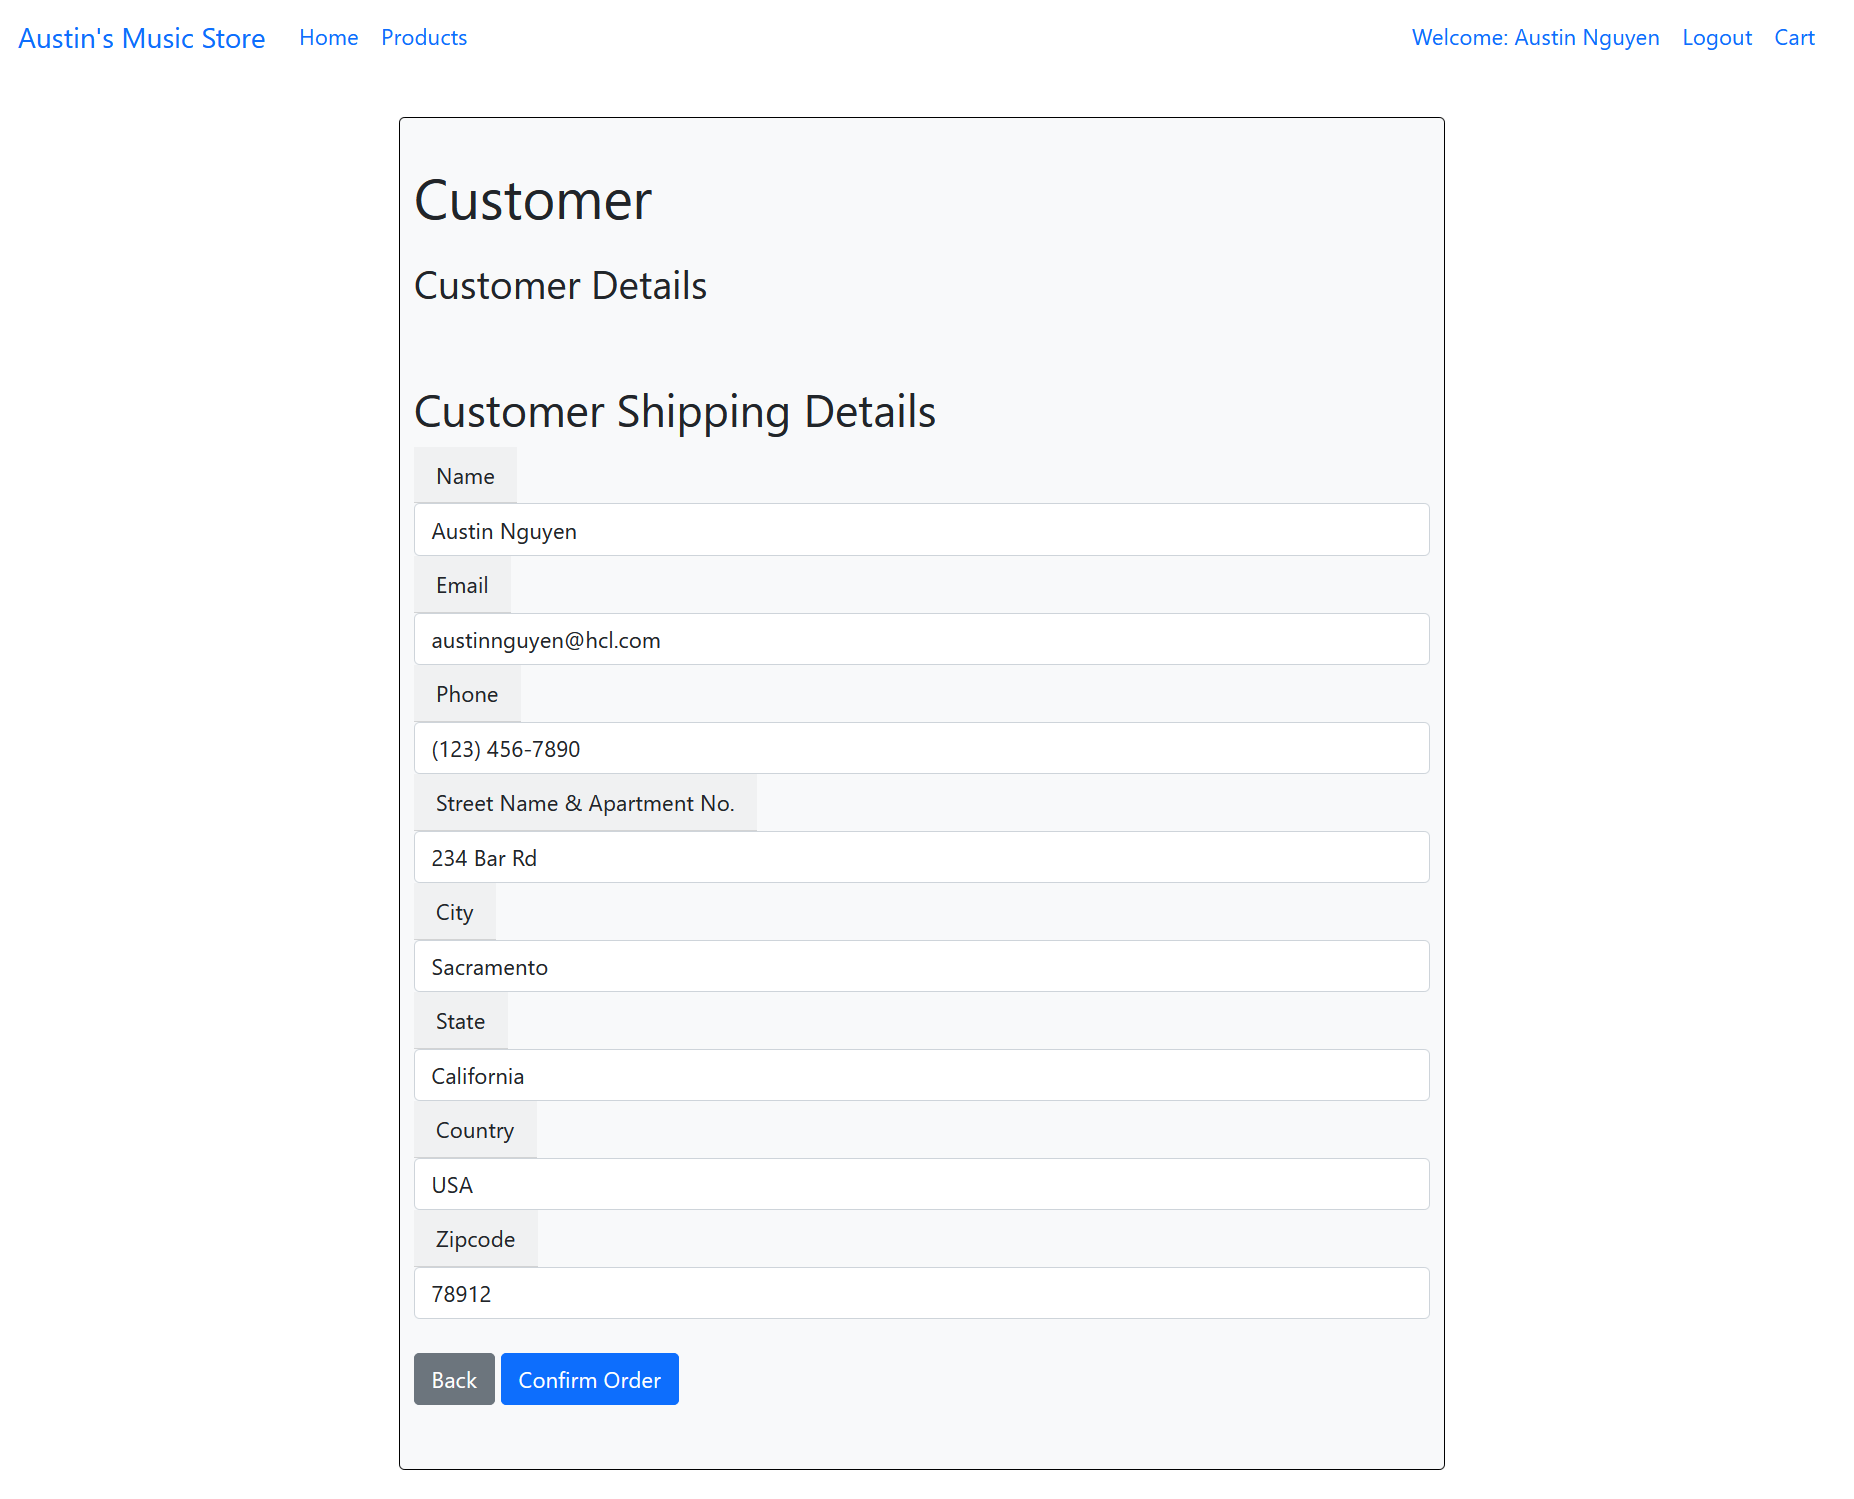 Austin's Music Store Home Products Welcome: Austin Nguyen Logout Cart
Customer
Customer Details
Customer Shipping Details
Name
Austin Nguyen
Email
austinnguyen@hcl.com
Phone
(123) 456-7890
Street Name & Apartment No.
234 Bar Rd
City
Sacramento
State
California
Country
USA
Zipcode
78912
Back Confirm Order